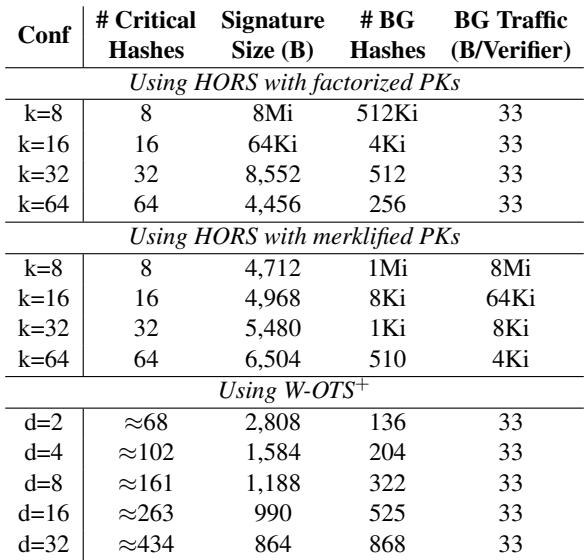 Conf # Critical Hashes Signature Size (B) # BG Hashes BG Traffic (B/Verifier)
Using HORS with factorized PKs
k=8 8 8Mi 512Ki 33
k=16 16 64Ki 4Ki 33
k=32 32 8,552 512 33
k=64 64 4,456 256 33
Using HORS with merklified PKs
k=8 8 4,712 1Mi 8Mi
k=16 16 4,968 8Ki 64Ki
k=32 32 5,480 1Ki 8Ki
k=64 64 6,504 510 4Ki
Using W-OTS+
d=2 ≈68 2,808 136 33
d=4 ≈102 1,584 204 33
d=8 ≈161 1,188 322 33
d=16 ≈263 990 525 33
d=32 ≈434 864 868 33